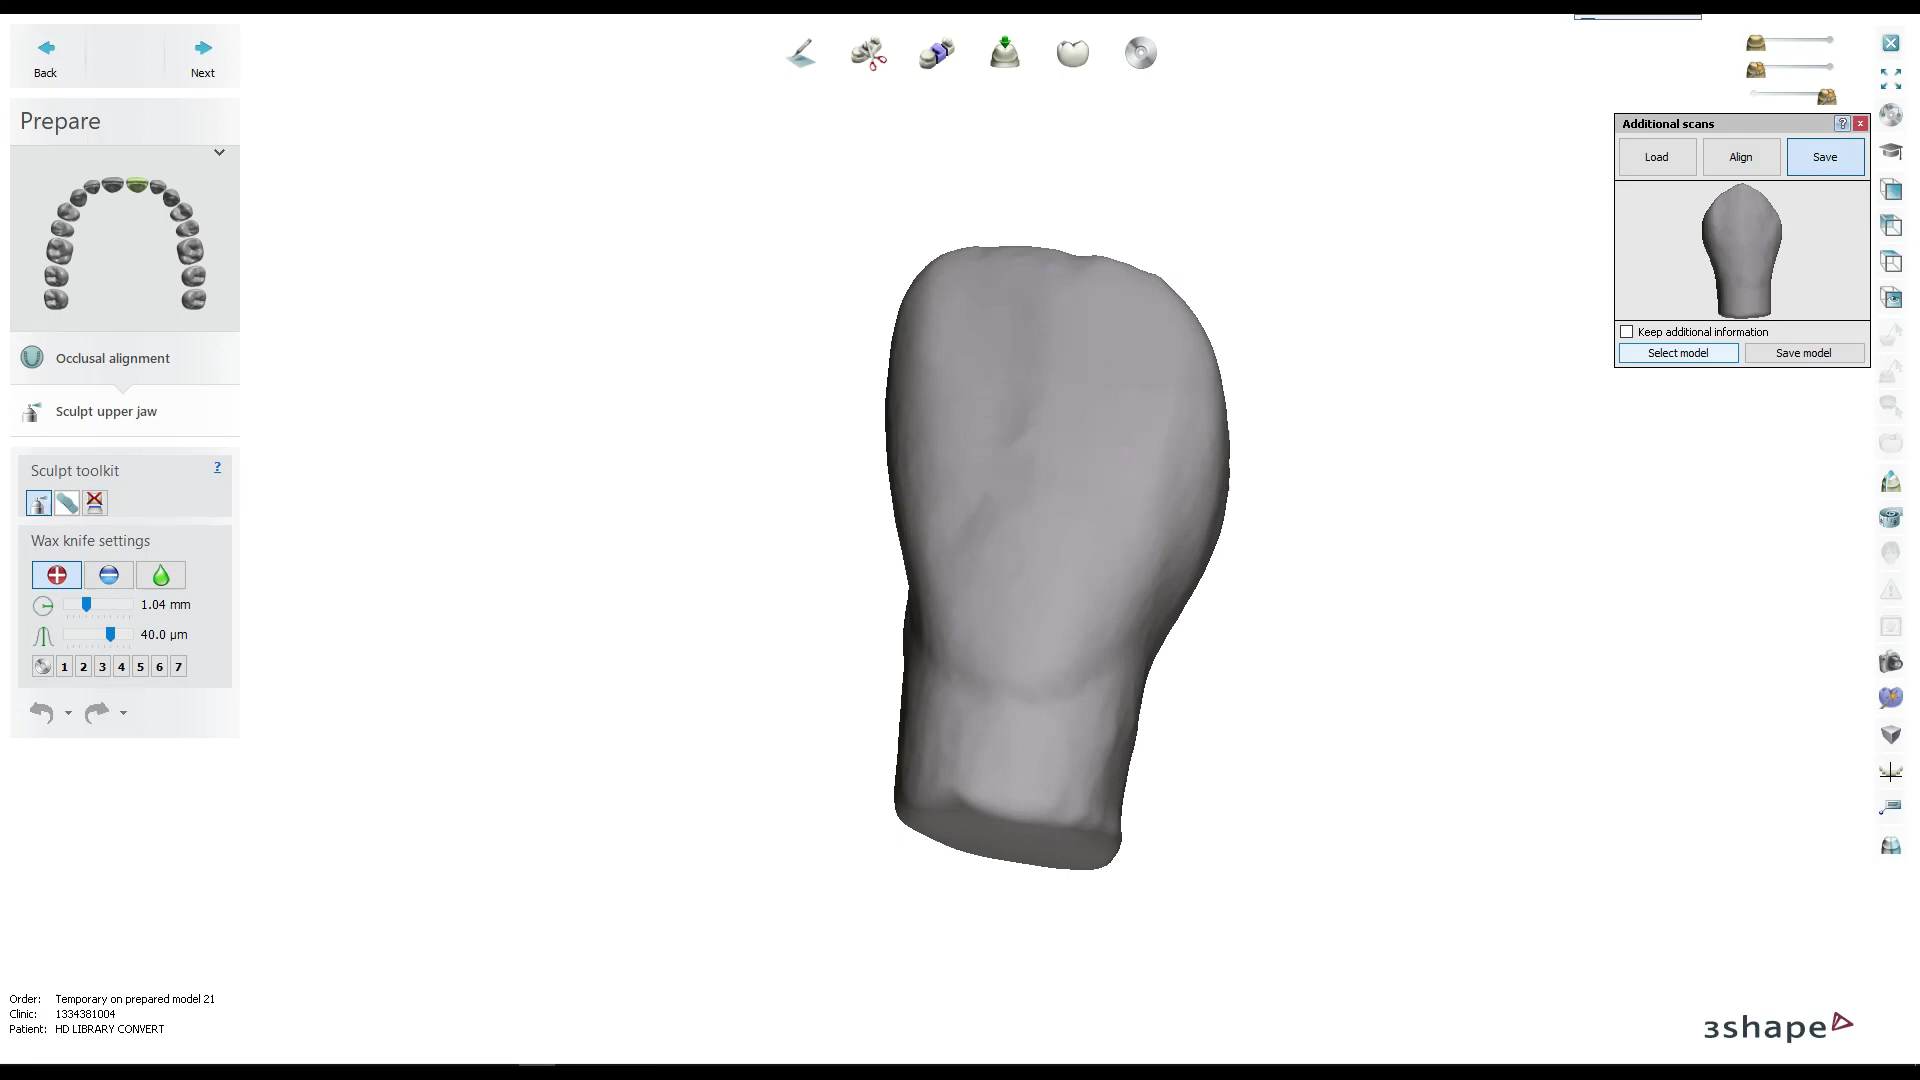 Back
Next
Prepare
Occlusal alignment
Sculpt upper jaw
Sculpt toolkit
?
Wax knife settings
1.04 mm
40.0 µm
1 2 3 4 5 6 7
Order: Temporary on prepared model 21
Clinic: 1334381004
Patient: HD LIBRARY CONVERT
Additional scans
? x
Load Align Save
Keep additional information
Select model Save model
3shape